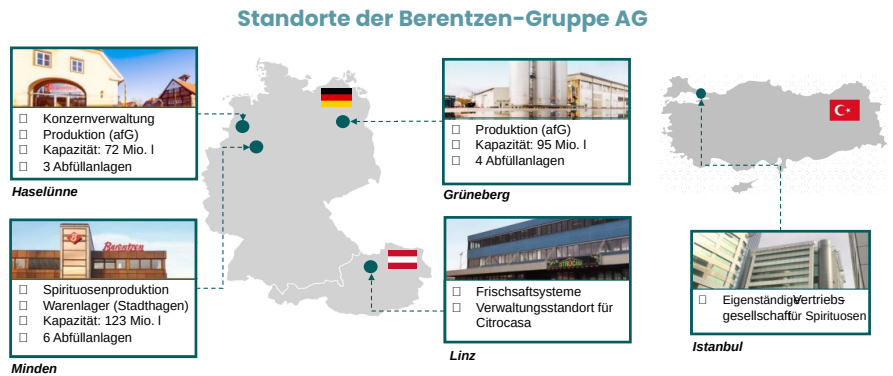 Standorte der Berentzen-Gruppe AG
Konzernverwaltung
Produktion (afG)
Kapazität: 72 Mio. l
3 Abfüllanlagen
Haselünne
Berentzen
Spirituosenproduktion
Warenlager (Stadthagen)
Kapazität: 123 Mio. l
6 Abfüllanlagen
Minden
Produktion (afG)
Kapazität: 95 Mio. l
4 Abfüllanlagen
Grüneberg
Frischsaftsysteme
Verwaltungsstandort für
Citrocasa
Linz
Eigenständige Vertriebs-
gesellschaft für Spirituosen
Istanbul